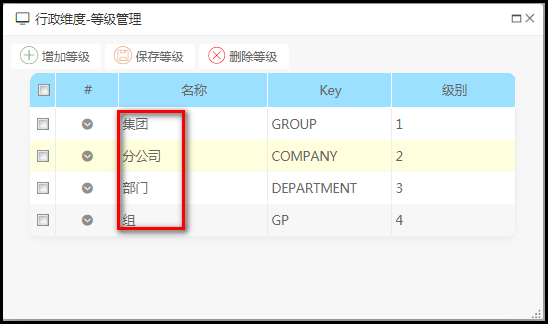 行政维度-等级管理
增加等级 保存等级 删除等级
# 名称 Key 级别
集团 GROUP 1
分公司 COMPANY 2
部门 DEPARTMENT 3
组 GP 4